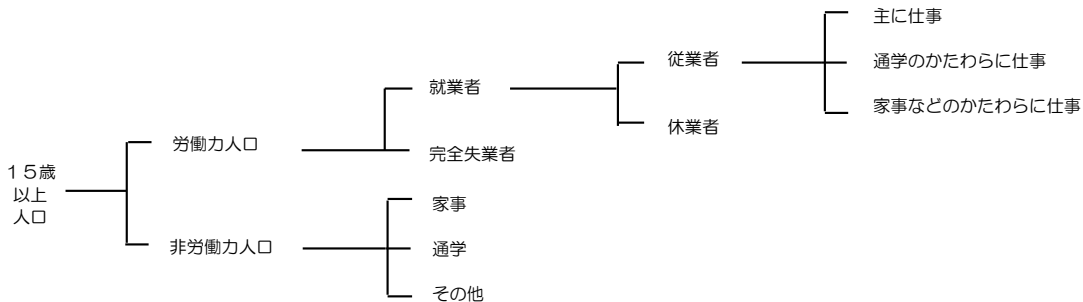 主に仕事
従業者
通学のかたわらに仕事
就業者
家事などのかたわらに仕事
休業者
労働力人口
完全失業者
１５歳
以上
人口
家事
非労働力人口
通学
その他